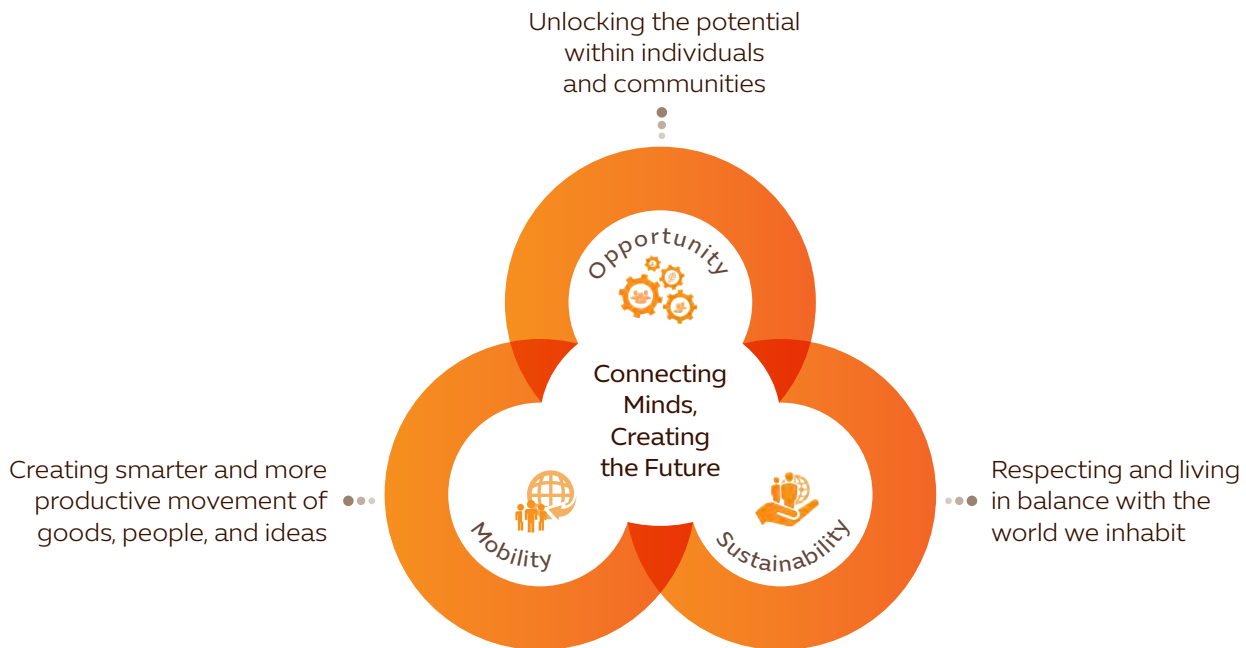 Unlocking the potential
within individuals
and communities
Opportunity
Connecting
Minds,
Creating
the Future
Creating smarter and more
productive movement of
goods, people, and ideas
Mobility
Sustainability
Respecting and living
in balance with the
world we inhabit